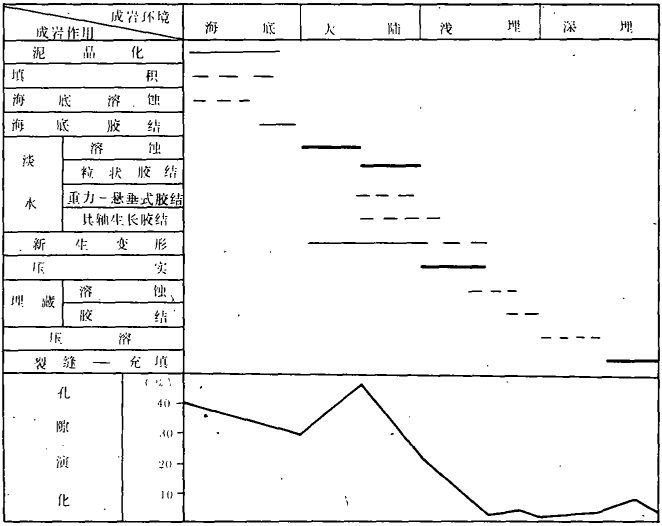 成岩环境
成岩作用
海 底 大 陆 浅 埋 深 埋
泥 晶 化
填 积
海 底 溶 蚀
海 底 胶 结
淡 水
溶 蚀
粒 状 胶 结
重力-悬垂式胶结
共轴生长胶结
新 生 变 形
压 实
埋 藏
溶 蚀
胶 结
压 溶
裂 缝 — 充 填
孔 隙 演 化
(%)
40
30
20
10